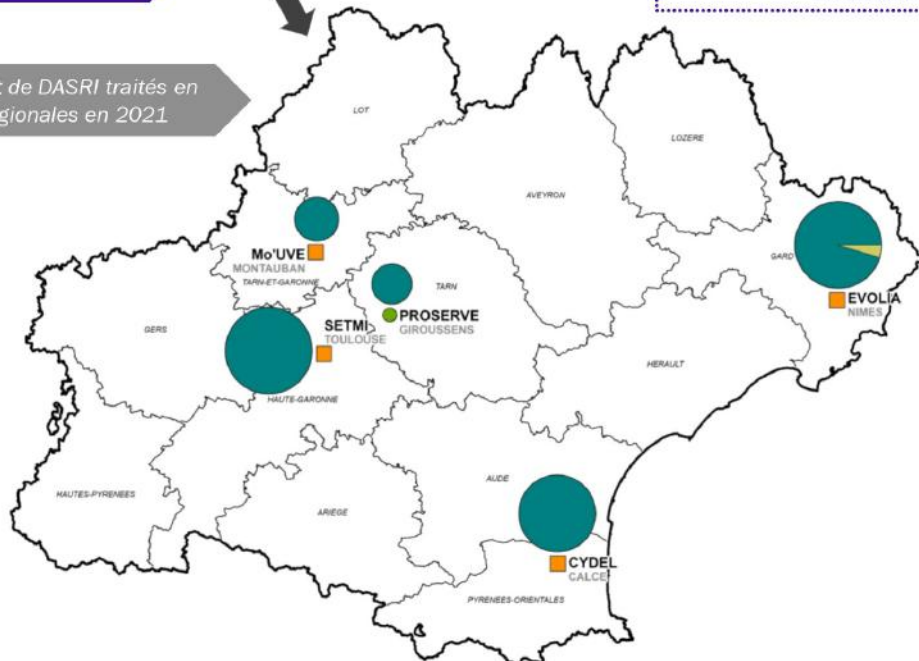 t de DASRI traités en
gionales en 2021
LOT
LOZERE
AVEYRON
Mo'UVE
MONTAUBAN
TARN-ET-GARONNE
TARN
GARD
EVOLIA
NIMES
PROSERVE
GIROUSSENS
SETMI
TOULOUSE
GERS
HERAULT
HAUTE-GARONNE
AUDE
HAUTES-PYRENEES
ARIEGE
CYDEL
CALCE
PYRENEES-ORIENTALES